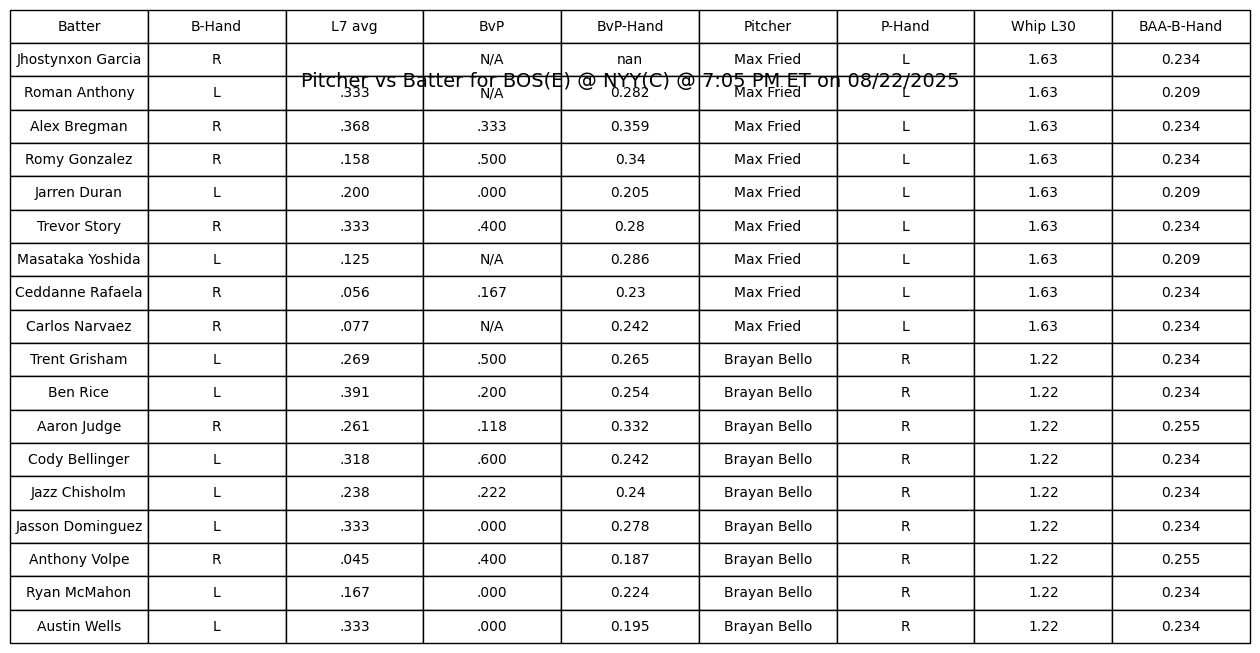 Batter B-Hand L7 avg BvP BvP-Hand Pitcher P-Hand Whip L30 BAA-B-Hand
Jhostynxon Garcia R N/A nan Max Fried L 1.63 0.234
Pitcher vs Batter for BOS(E) @ NYY(C) @ 7:05 PM ET on 08/22/2025
Roman Anthony L .333 N/A 0.282 Max Fried L 1.63 0.209
Alex Bregman R .368 .333 0.359 Max Fried L 1.63 0.234
Romy Gonzalez R .158 .500 0.34 Max Fried L 1.63 0.234
Jarren Duran L .200 .000 0.205 Max Fried L 1.63 0.209
Trevor Story R .333 .400 0.28 Max Fried L 1.63 0.234
Masataka Yoshida L .125 N/A 0.286 Max Fried L 1.63 0.209
Ceddanne Rafaela R .056 .167 0.23 Max Fried L 1.63 0.234
Carlos Narvaez R .077 N/A 0.242 Max Fried L 1.63 0.234
Trent Grisham L .269 .500 0.265 Brayan Bello R 1.22 0.234
Ben Rice L .391 .200 0.254 Brayan Bello R 1.22 0.234
Aaron Judge R .261 .118 0.332 Brayan Bello R 1.22 0.255
Cody Bellinger L .318 .600 0.242 Brayan Bello R 1.22 0.234
Jazz Chisholm L .238 .222 0.24 Brayan Bello R 1.22 0.234
Jasson Dominguez L .333 .000 0.278 Brayan Bello R 1.22 0.234
Anthony Volpe R .045 .400 0.187 Brayan Bello R 1.22 0.255
Ryan McMahon L .167 .000 0.224 Brayan Bello R 1.22 0.234
Austin Wells L .333 .000 0.195 Brayan Bello R 1.22 0.234